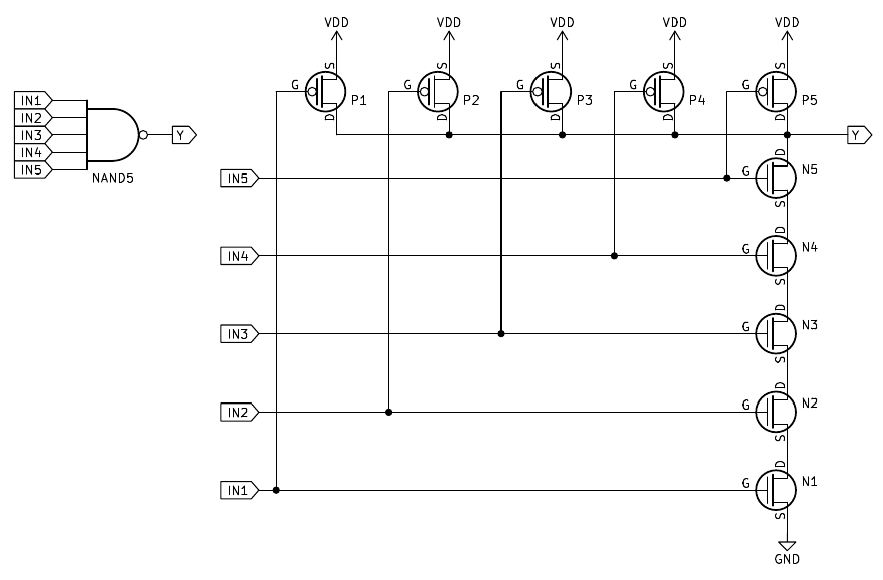 VDD VDD VDD VDD VDD
S S S S S
G G G G G
P1 P2 P3 P4 P5
D D D D D
IN1
IN2
IN3
IN4
IN5
Y
NAND5
Y
D
IN5 G N5
S
D
IN4 G N4
S
D
IN3 G N3
S
D
IN2 G N2
S
D
IN1 G N1
S
GND